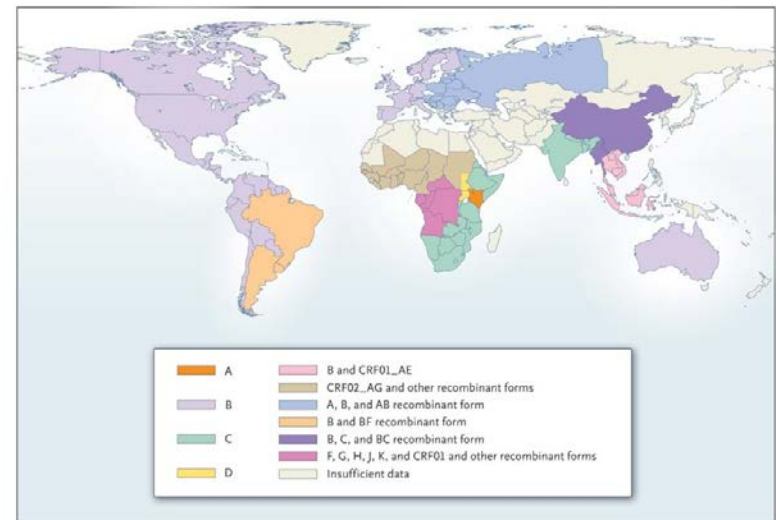 A
B and CRF01_AE
CRF02_AG and other recombinant forms
B
A, B, and AB recombinant form
B and BF recombinant form
C
B, C, and BC recombinant form
F, G, H, J, K, and CRF01 and other recombinant forms
D
Insufficient data